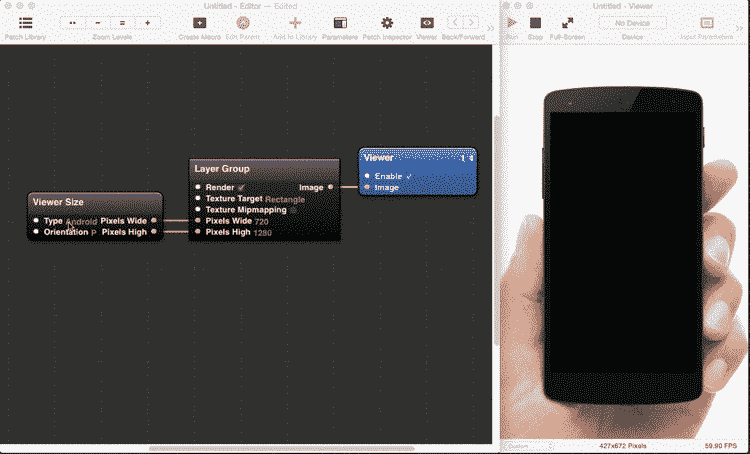 Untitled - Editor — Edited
Untitled - Viewer
Patch Library
Zoom Levels
Create Macro
Edit Parent
Add to Library
Parameters
Patch Inspector
Viewer
Back/Forward
Run
Stop
Full-Screen
No Device
Device
Input Parameters
Viewer
1 4
Enable ✓
Image
Layer Group
Render ✓ Image
Texture Target Rectangle
Texture Mipmapping
Pixels Wide 720
Pixels High 1280
Viewer Size
Type Android Pixels Wide
Orientation P Pixels High
Custom
427x672 Pixels
59.90 FPS